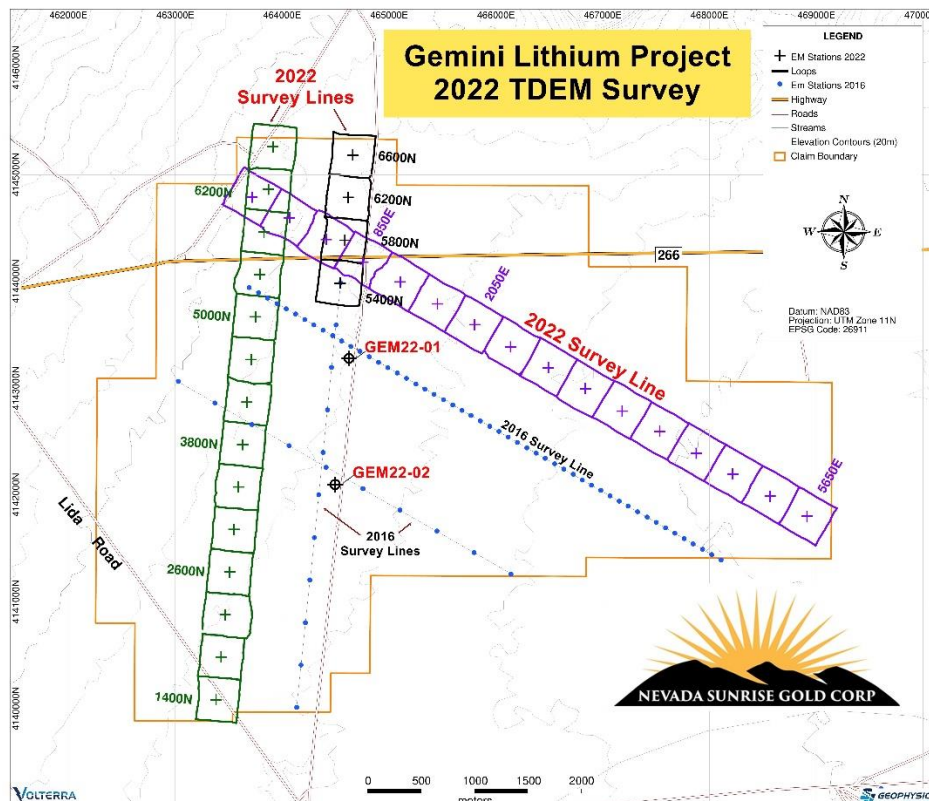 462000E 463000E 464000E 465000E 466000E 467000E 468000E 469000E
4146000N
4145000N
4144000N
4143000N
4142000N
4141000N
4140000N
Gemini Lithium Project
2022 TDEM Survey
LEGEND
EM Stations 2022
Loops
Em Stations 2016
Highway
Roads
Streams
Elevation Contours (20m)
Claim Boundary
N
W E
S
Datum: NAD83
Projection: UTM Zone 11N
EPSG Code: 26911
2022
Survey Lines
6600N
6200N
6200N
5800N
5400N
5000N
3800N
2600N
1400N
850E
2050E
5650E
266
2022 Survey Line
GEM22-01
2016 Survey Line
GEM22-02
2016
Survey Lines
Lida Road
NEVADA SUNRISE GOLD CORP
0 500 1000 2000
meters
VOLTERRA